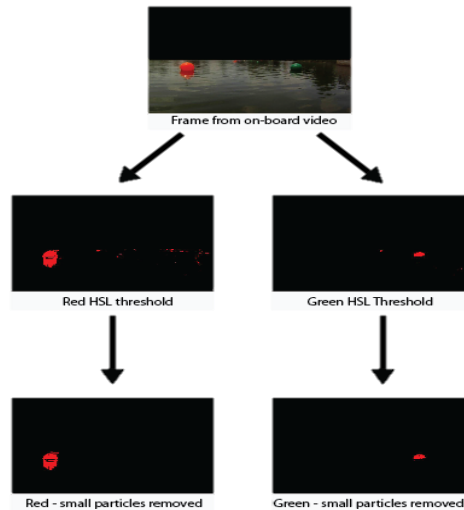 Frame from on-board video
Red HSL threshold
Green HSL Threshold
Red - small particles removed
Green - small particles removed